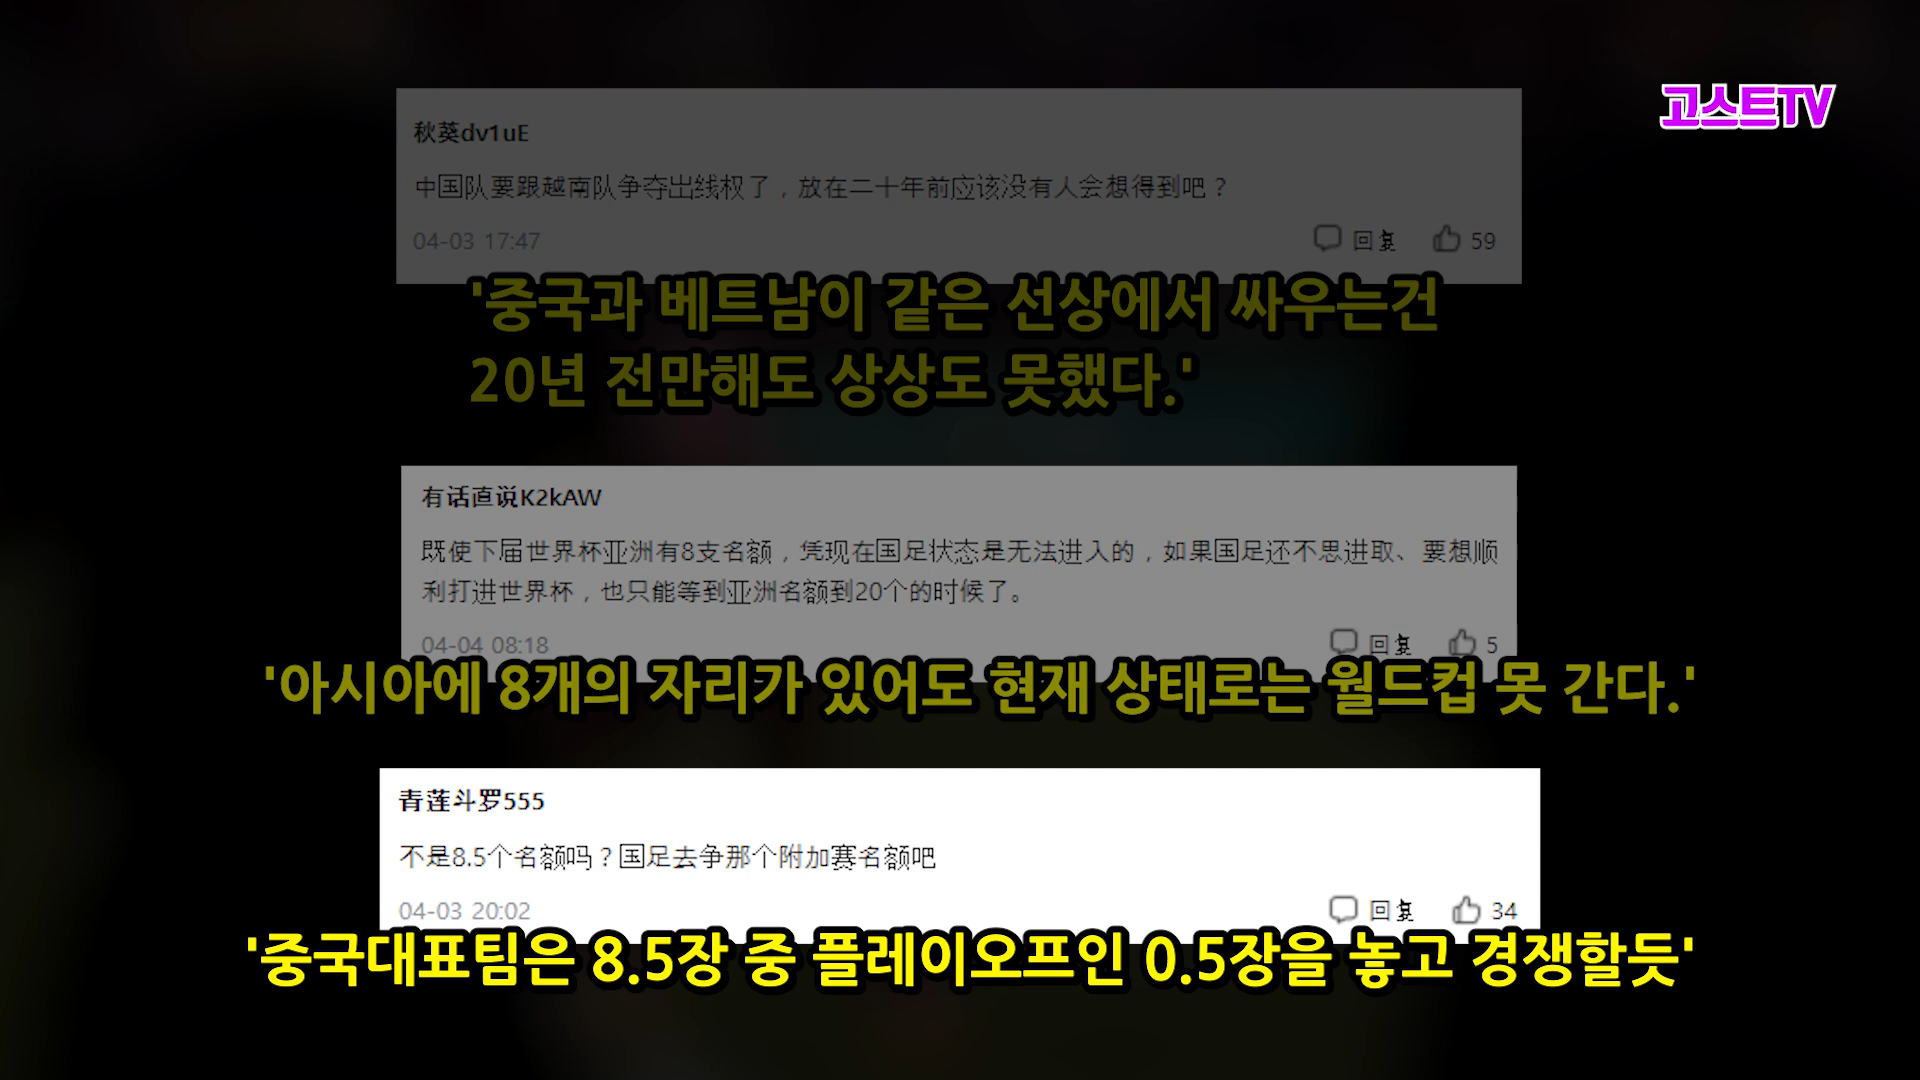 고스트TV
秋葵dv1uE
中国队要跟越南队争夺出线权了，放在二十年前应该没有人会想得到吧？
04-03 17:47 回复 59
'중국과 베트남이 같은 선상에서 싸우는건
20년 전만해도 상상도 못했다.'
有话直说K2kAW
既使下届世界杯亚洲有8支名额，凭现在国足状态是无法进入的，如果国足还不思进取、要想顺
利打进世界杯，也只能等到亚洲名额到20个的时候了。
04-04 08:18 回复 5
'아시아에 8개의 자리가 있어도 현재 상태로는 월드컵 못 간다.'
青莲斗罗555
不是8.5个名额吗？国足去争那个附加赛名额吧
04-03 20:02 回复 34
'중국대표팀은 8.5장 중 플레이오프인 0.5장을 놓고 경쟁할듯'